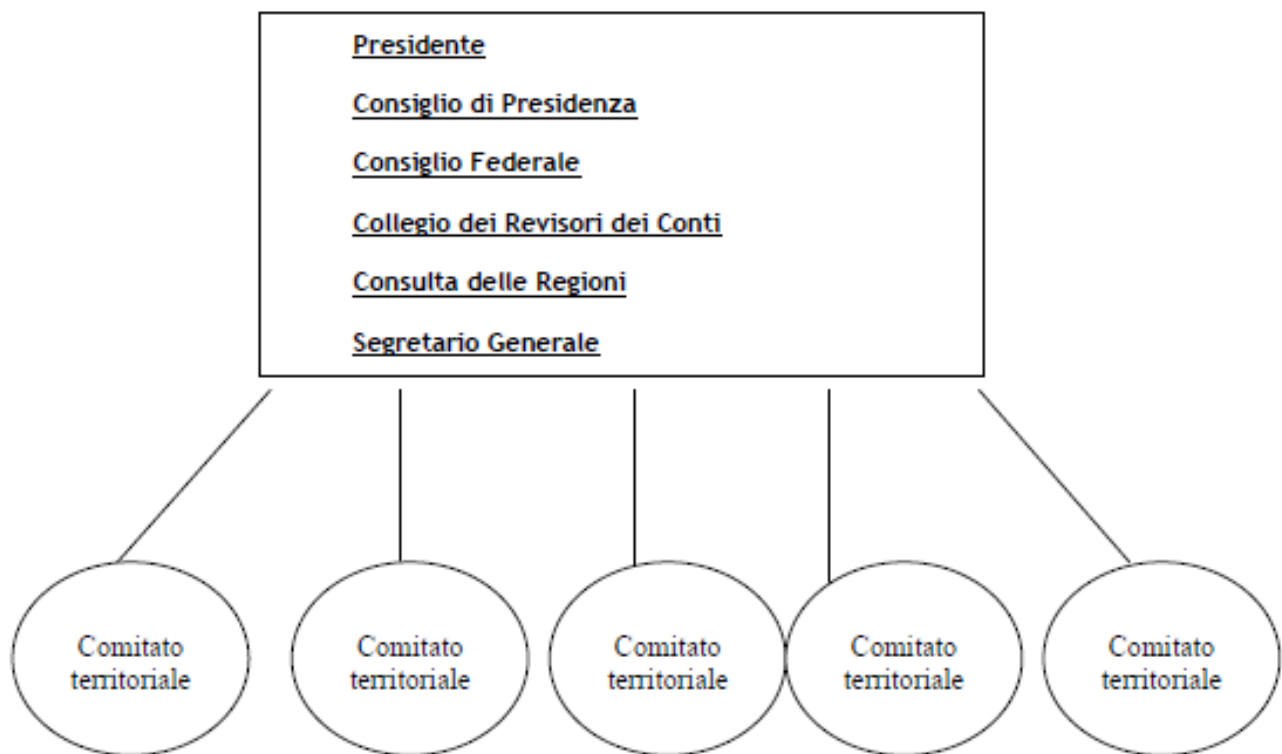 Presidente
Consiglio di Presidenza
Consiglio Federale
Collegio dei Revisori dei Conti
Consulta delle Regioni
Segretario Generale
Comitato
territoriale
Comitato
territoriale
Comitato
territoriale
Comitato
territoriale
Comitato
territoriale